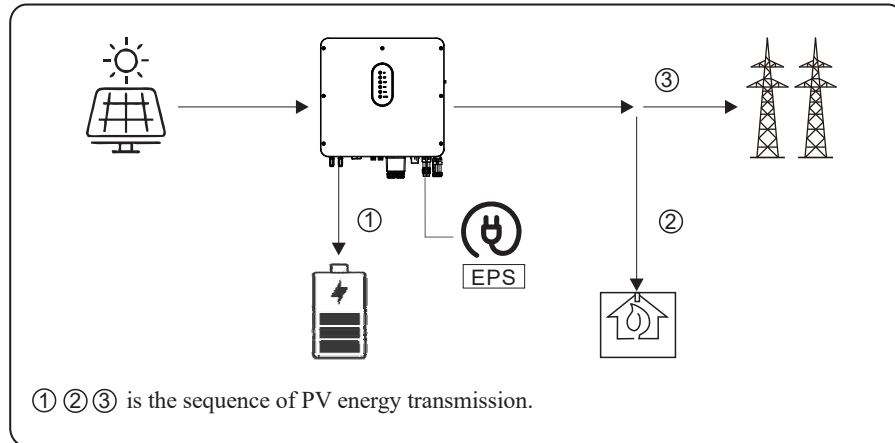 ③
①
②
EPS
① ② ③ is the sequence of PV energy transmission.